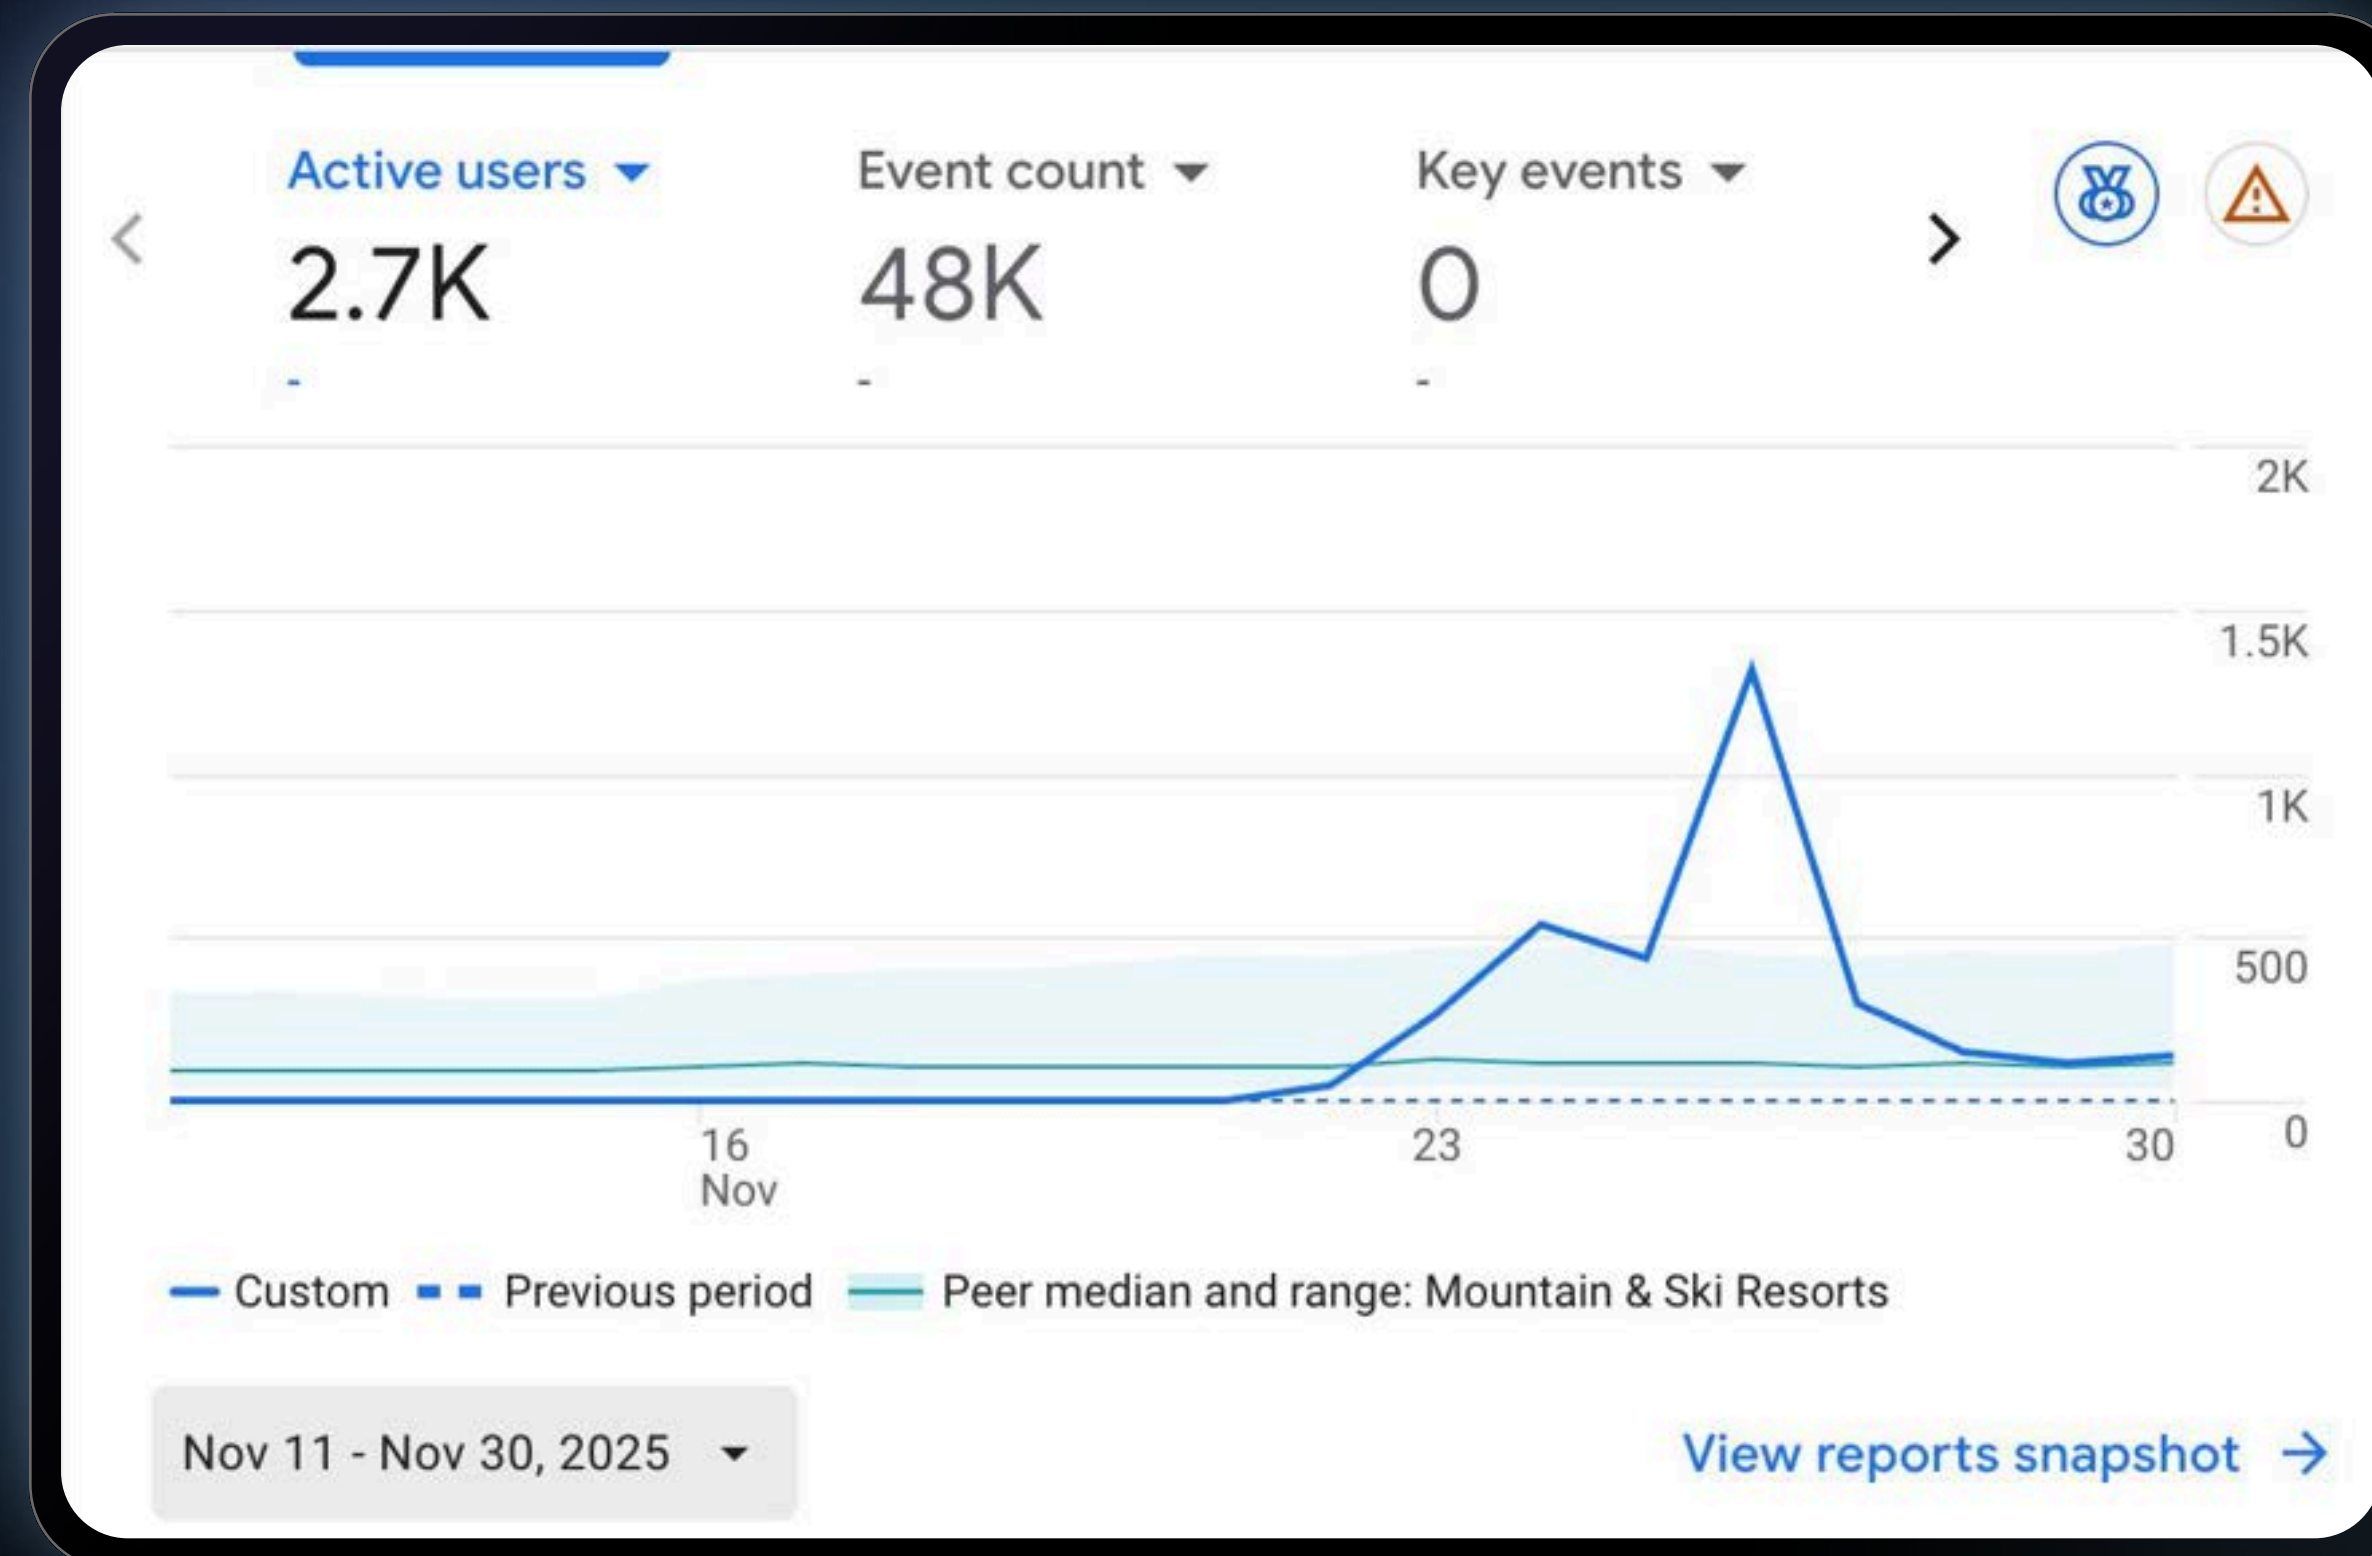 Active users Event count Key events
2.7K 48K 0
- - -
2K
1.5K
1K
500
0
16 23 30
Nov
Custom Previous period Peer median and range: Mountain & Ski Resorts
Nov 11 - Nov 30, 2025 View reports snapshot